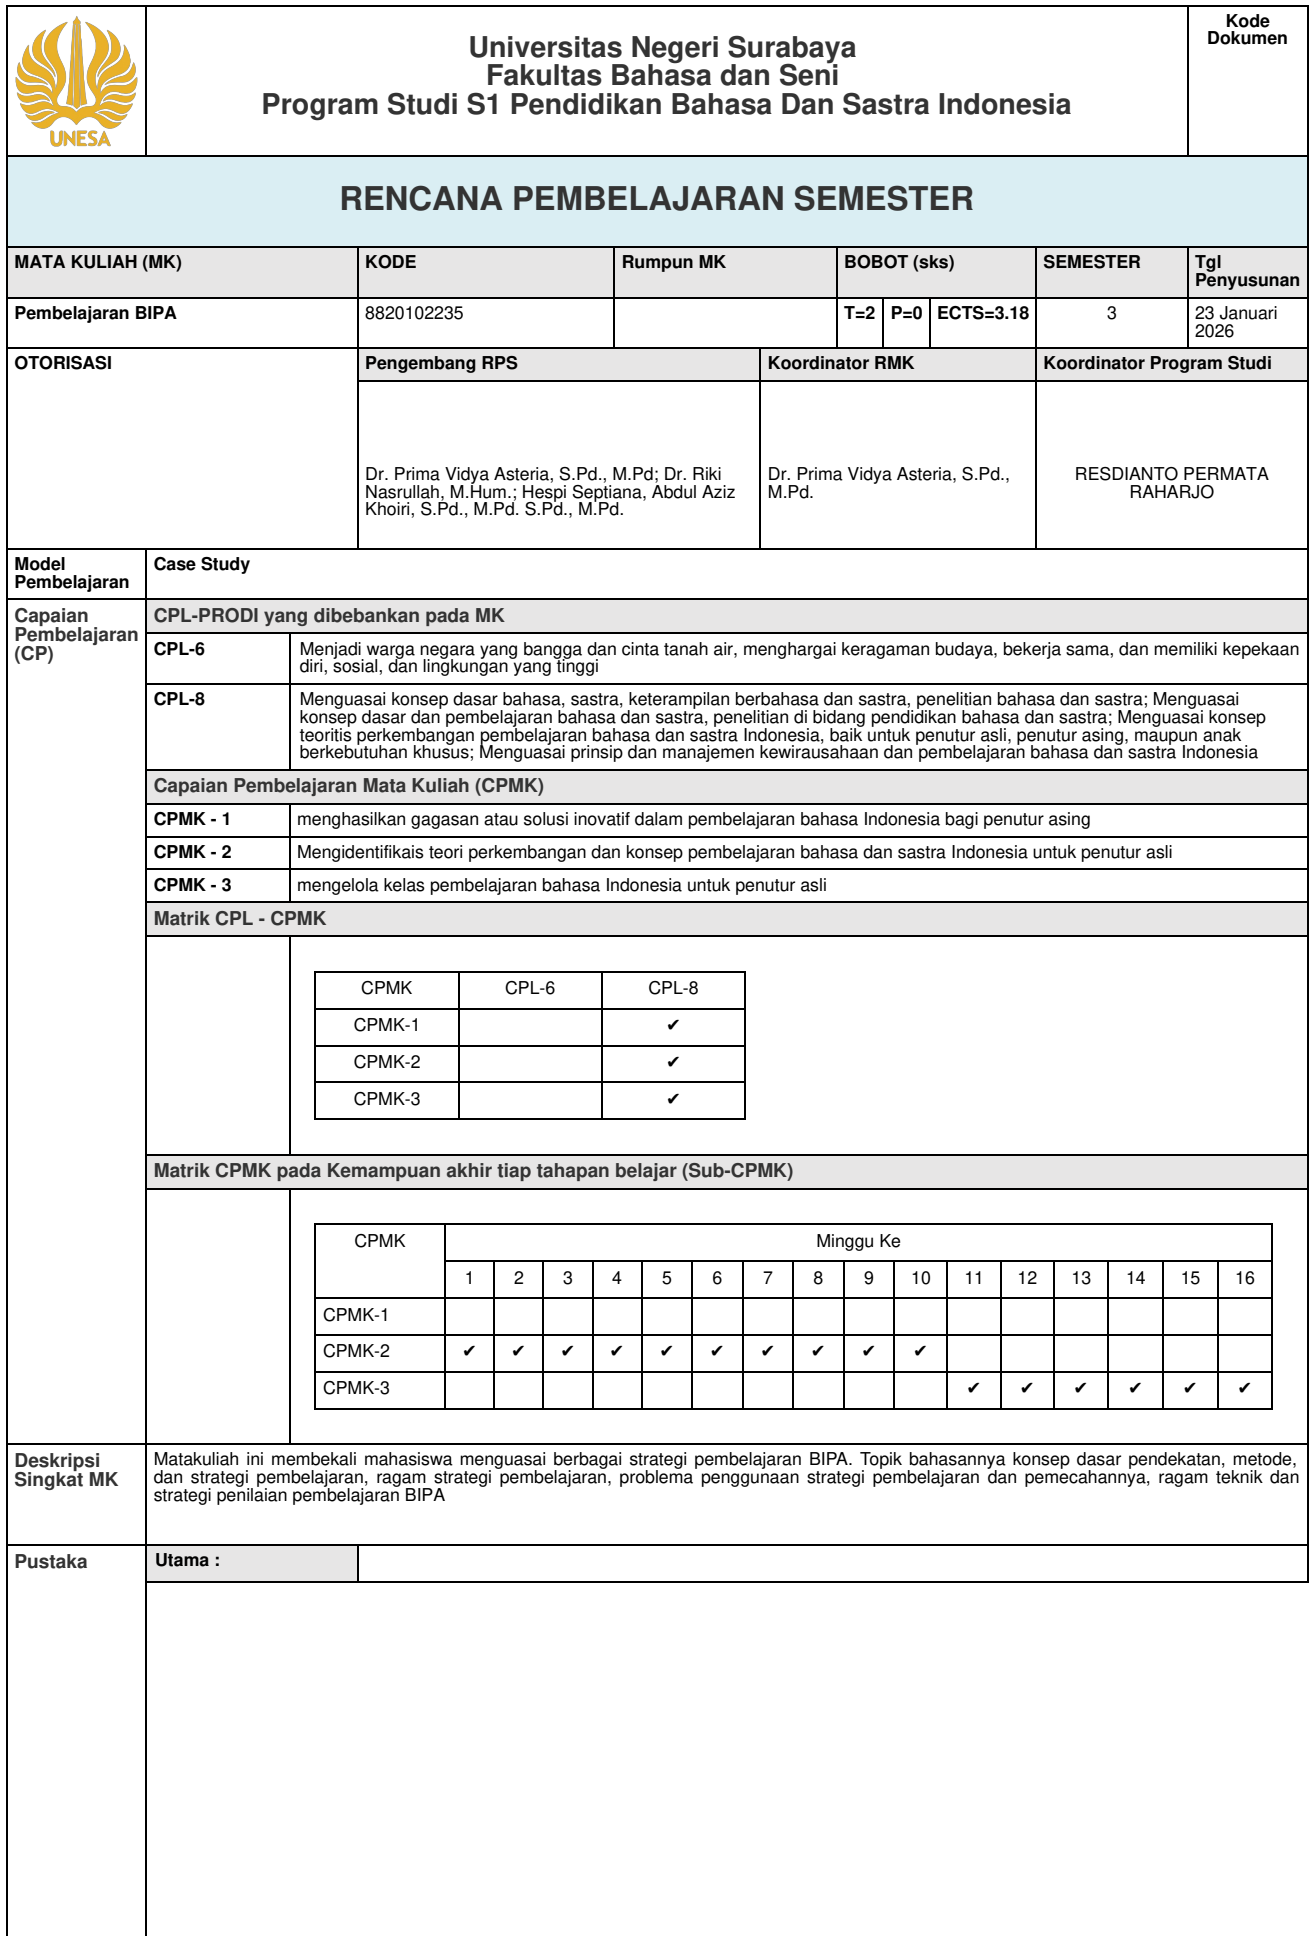 UNESA
Universitas Negeri Surabaya
Fakultas Bahasa dan Seni
Program Studi S1 Pendidikan Bahasa Dan Sastra Indonesia
Kode
Dokumen
RENCANA PEMBELAJARAN SEMESTER
MATA KULIAH (MK) KODE Rumpun MK BOBOT (sks) SEMESTER Tgl
Penyusunan
Pembelajaran BIPA 8820102235 T=2 P=0 ECTS=3.18 3 23 Januari
2026
OTORISASI Pengembang RPS Koordinator RMK Koordinator Program Studi
Dr. Prima Vidya Asteria, S.Pd., M.Pd; Dr. Riki
Nasrullah, M.Hum.; Hespi Septiana, Abdul Aziz
Khoiri, S.Pd., M.Pd. S.Pd., M.Pd.
Dr. Prima Vidya Asteria, S.Pd.,
M.Pd.
RESDIANTO PERMATA
RAHARJO
Model
Pembelajaran
Case Study
Capaian
Pembelajaran
(CP)
CPL-PRODI yang dibebankan pada MK
CPL-6 Menjadi warga negara yang bangga dan cinta tanah air, menghargai keragaman budaya, bekerja sama, dan memiliki kepekaan
diri, sosial, dan lingkungan yang tinggi
CPL-8 Menguasai konsep dasar bahasa, sastra, keterampilan berbahasa dan sastra, penelitian bahasa dan sastra; Menguasai
konsep dasar dan pembelajaran bahasa dan sastra, penelitian di bidang pendidikan bahasa dan sastra; Menguasai konsep
teoritis perkembangan pembelajaran bahasa dan sastra Indonesia, baik untuk penutur asli, penutur asing, maupun anak
berkebutuhan khusus; Menguasai prinsip dan manajemen kewirausahaan dan pembelajaran bahasa dan sastra Indonesia
Capaian Pembelajaran Mata Kuliah (CPMK)
CPMK - 1 menghasilkan gagasan atau solusi inovatif dalam pembelajaran bahasa Indonesia bagi penutur asing
CPMK - 2 Mengidentifikais teori perkembangan dan konsep pembelajaran bahasa dan sastra Indonesia untuk penutur asli
CPMK - 3 mengelola kelas pembelajaran bahasa Indonesia untuk penutur asli
Matrik CPL - CPMK
CPMK CPL-6 CPL-8
CPMK-1 ✔
CPMK-2 ✔
CPMK-3 ✔
Matrik CPMK pada Kemampuan akhir tiap tahapan belajar (Sub-CPMK)
CPMK Minggu Ke
1 2 3 4 5 6 7 8 9 10 11 12 13 14 15 16
CPMK-1
CPMK-2 ✔ ✔ ✔ ✔ ✔ ✔ ✔ ✔ ✔ ✔
CPMK-3 ✔ ✔ ✔ ✔ ✔ ✔
Deskripsi
Singkat MK
Matakuliah ini membekali mahasiswa menguasai berbagai strategi pembelajaran BIPA. Topik bahasannya konsep dasar pendekatan, metode,
dan strategi pembelajaran, ragam strategi pembelajaran, problema penggunaan strategi pembelajaran dan pemecahannya, ragam teknik dan
strategi penilaian pembelajaran BIPA
Pustaka Utama :